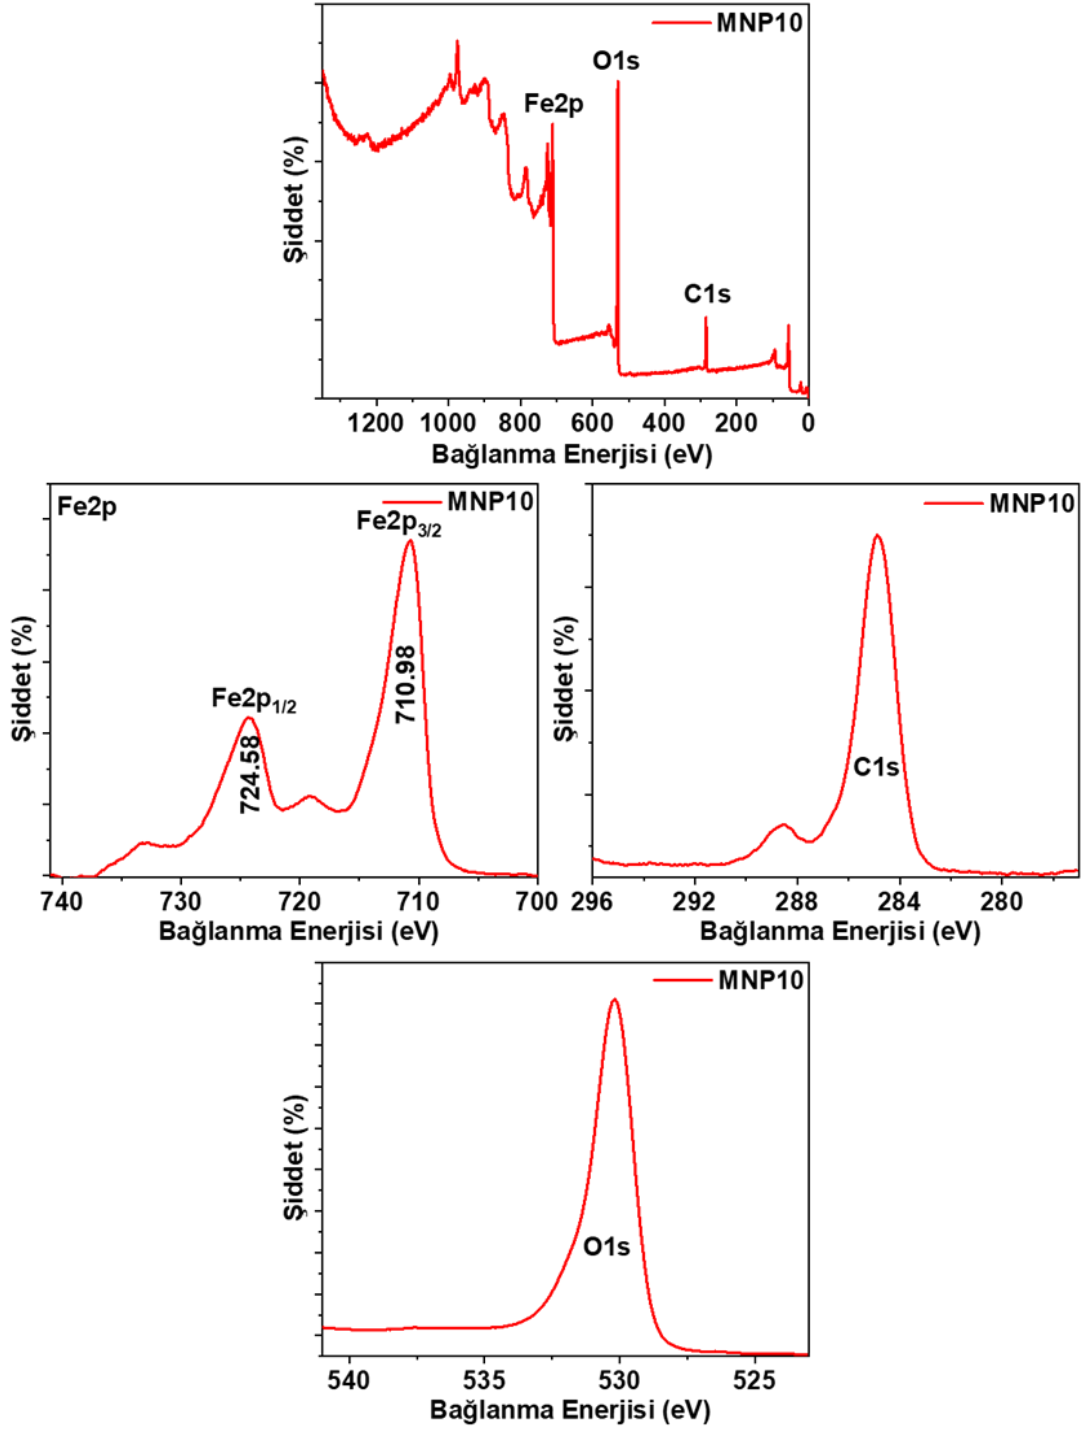 MNP10
O1s
Fe2p
C1s
Şiddet (%)
1200 1000 800 600 400 200 0
Bağlanma Enerjisi (eV)
Fe2p
MNP10
Fe2p3/2
710.98
Fe2p1/2
724.58
Şiddet (%)
740 730 720 710 700
Bağlanma Enerjisi (eV)
MNP10
C1s
Şiddet (%)
296 292 288 284 280
Bağlanma Enerjisi (eV)
MNP10
O1s
Şiddet (%)
540 535 530 525
Bağlanma Enerjisi (eV)